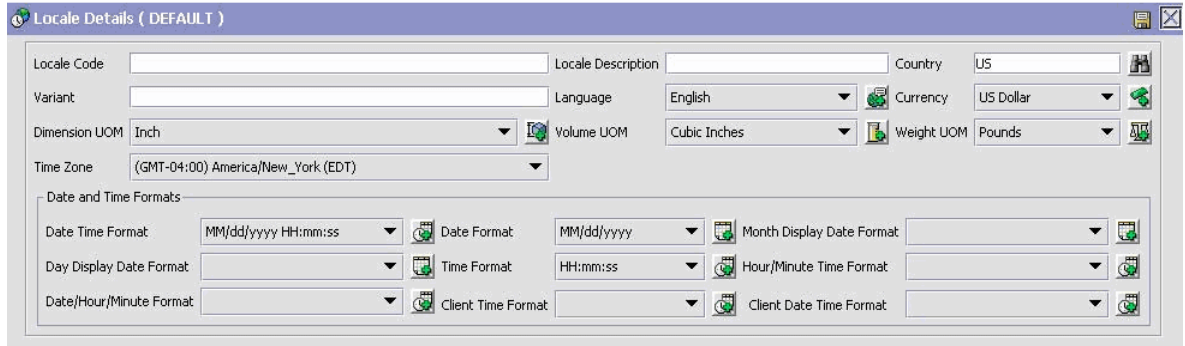 Locale Details ( DEFAULT )
Locale Code Locale Description Country US
Variant Language English Currency US Dollar
Dimension UOM Inch Volume UOM Cubic Inches Weight UOM Pounds
Time Zone (GMT-04:00) America/New_York (EDT)
Date and Time Formats
Date Time Format MM/dd/yyyy HH:mm:ss Date Format MM/dd/yyyy Month Display Date Format
Day Display Date Format Time Format HH:mm:ss Hour/Minute Time Format
Date/Hour/Minute Format Client Time Format Client Date Time Format